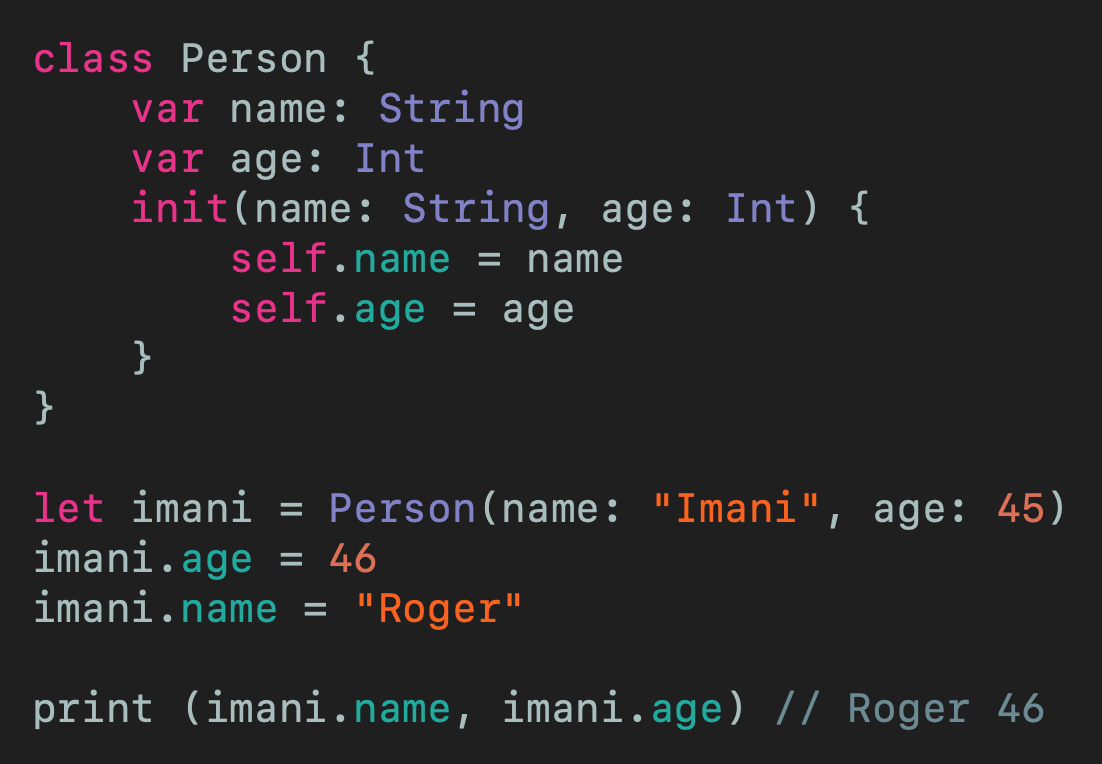 class Person {
    var name: String
    var age: Int
    init(name: String, age: Int) {
        self.name = name
        self.age = age
    }
}

let imani = Person(name: "Imani", age: 45)
imani.age = 46
imani.name = "Roger"

print (imani.name, imani.age) // Roger 46